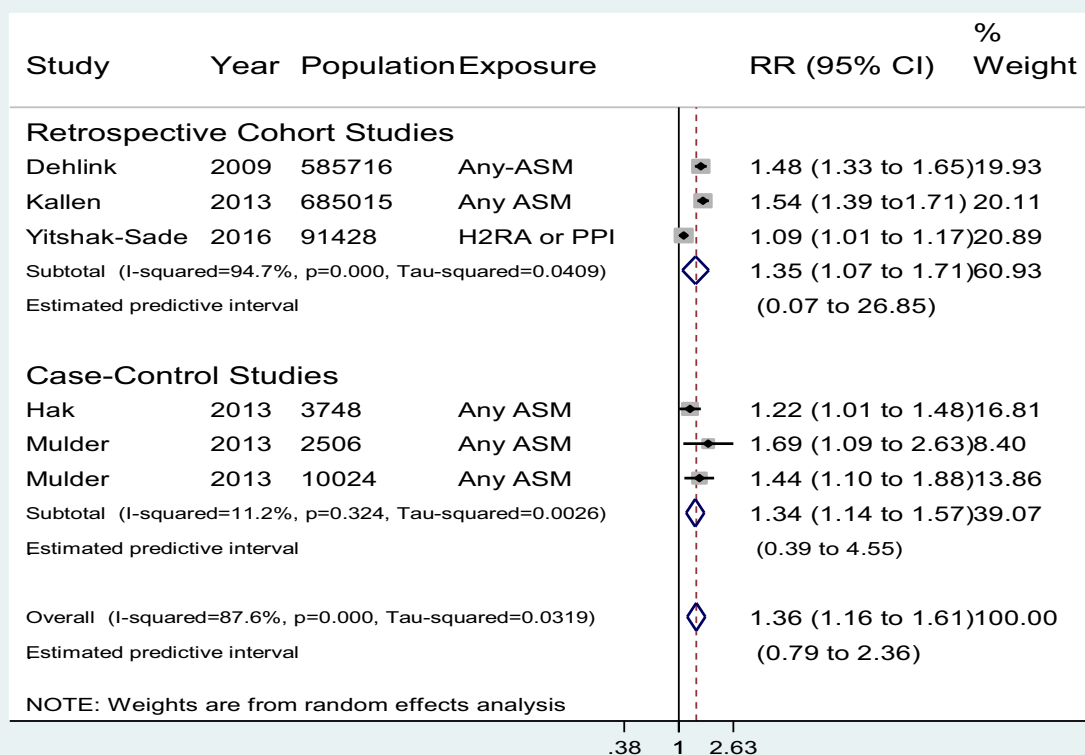 %
Study Year Population Exposure RR (95% CI) Weight
Retrospective Cohort Studies
Dehlink 2009 585716 Any-ASM 1.48 (1.33 to 1.65) 19.93
Kallen 2013 685015 Any ASM 1.54 (1.39 to1.71) 20.11
Yitshak-Sade 2016 91428 H2RA or PPI 1.09 (1.01 to 1.17) 20.89
Subtotal (I-squared=94.7%, p=0.000, Tau-squared=0.0409) 1.35 (1.07 to 1.71) 60.93
Estimated predictive interval (0.07 to 26.85)
Case-Control Studies
Hak 2013 3748 Any ASM 1.22 (1.01 to 1.48) 16.81
Mulder 2013 2506 Any ASM 1.69 (1.09 to 2.63) 8.40
Mulder 2013 10024 Any ASM 1.44 (1.10 to 1.88) 13.86
Subtotal (I-squared=11.2%, p=0.324, Tau-squared=0.0026) 1.34 (1.14 to 1.57) 39.07
Estimated predictive interval (0.39 to 4.55)
Overall (I-squared=87.6%, p=0.000, Tau-squared=0.0319) 1.36 (1.16 to 1.61) 100.00
Estimated predictive interval (0.79 to 2.36)
NOTE: Weights are from random effects analysis
.38 1 2.63